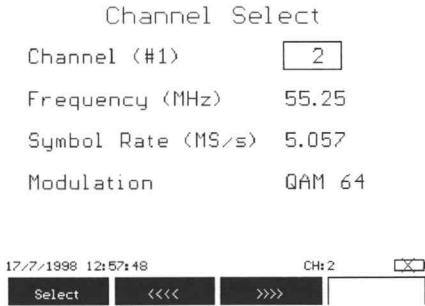 Channel Select
Channel (#1) 2
Frequency (MHz) 55.25
Symbol Rate (MS/s) 5.057
Modulation QAM 64
17/7/1998 12:57:48 CH:2
Select <<<< >>>>